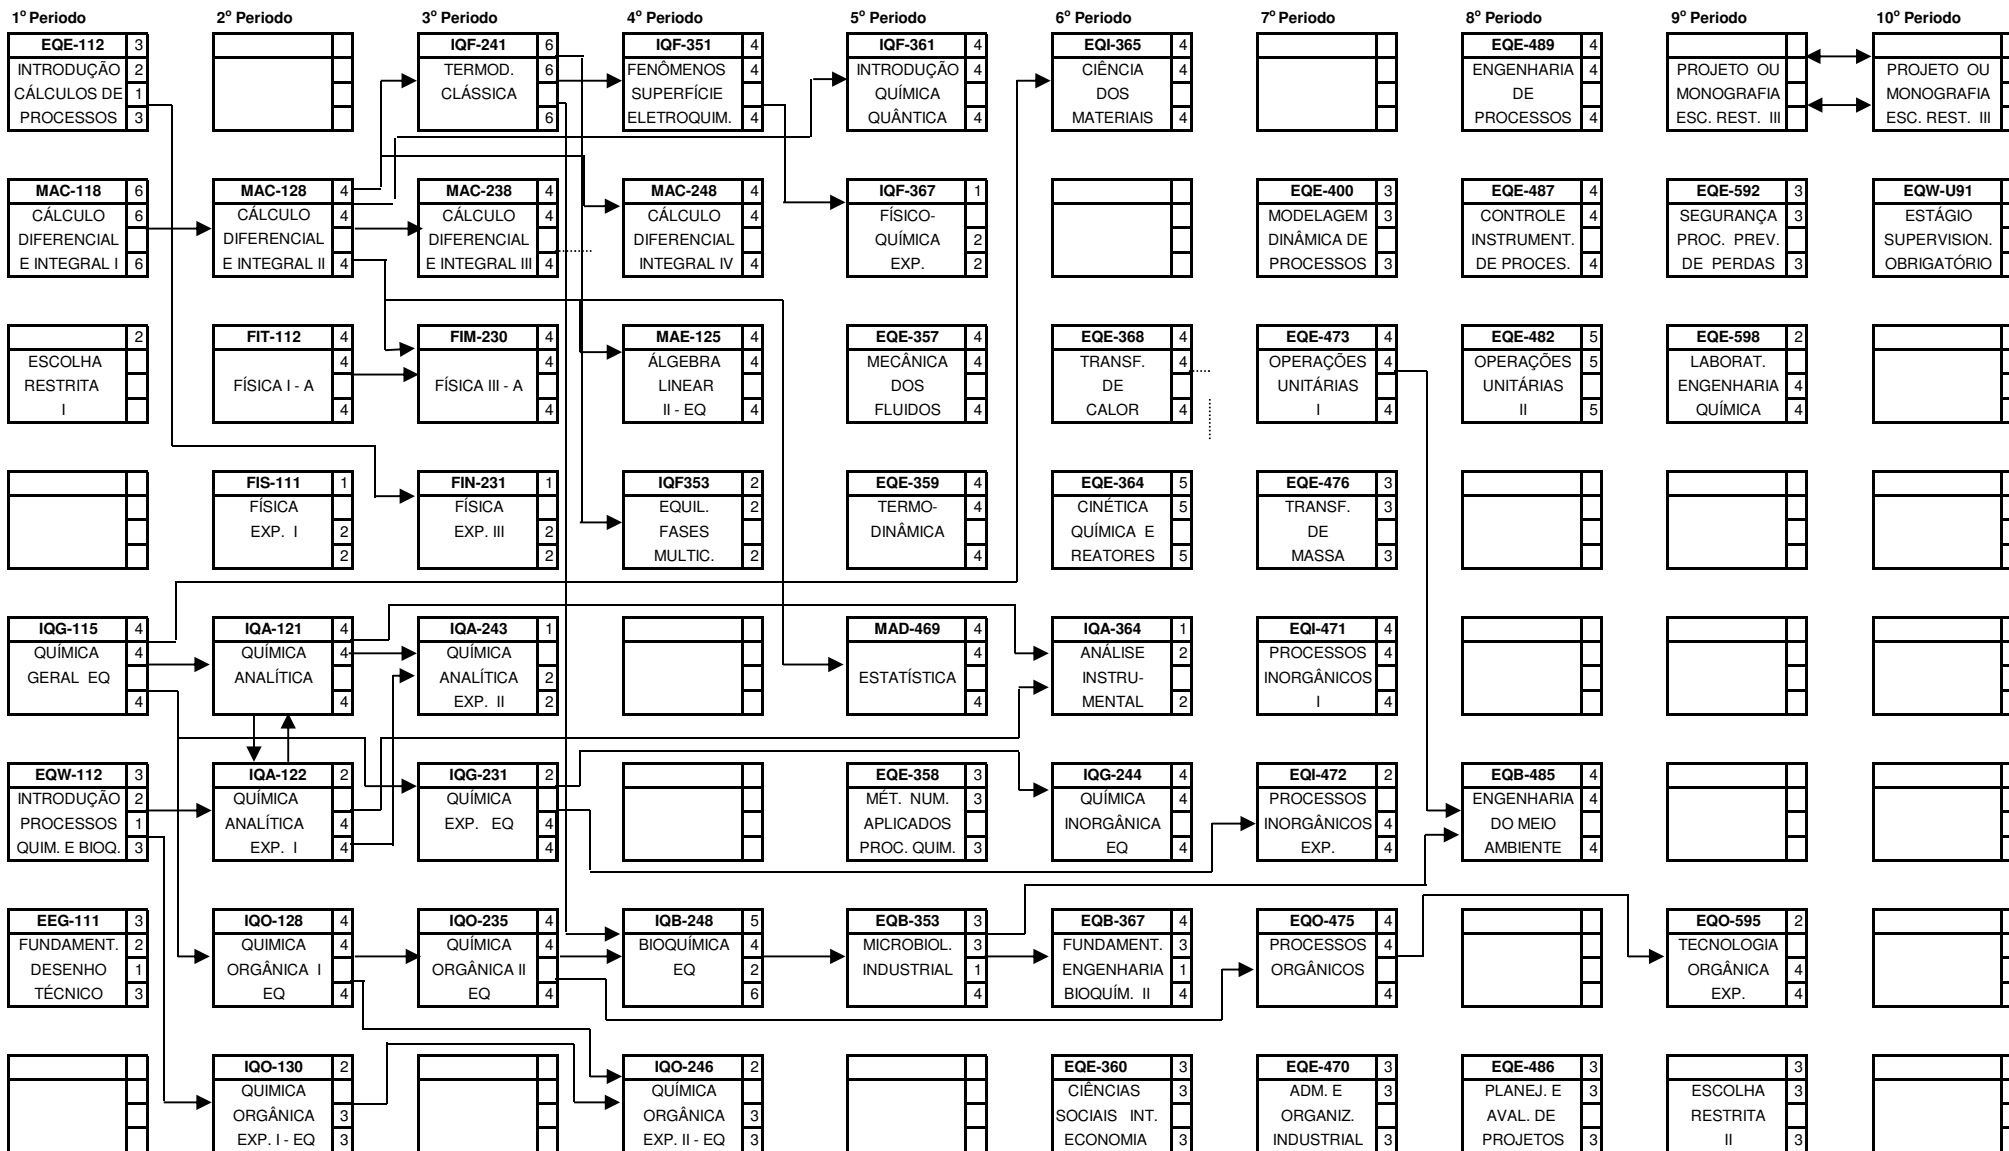 1º Periodo 2º Periodo 3º Periodo 4º Periodo 5º Periodo 6º Periodo 7º Periodo 8º Periodo 9º Periodo 10º Periodo
EQE-112 3 IQF-241 6 IQF-351 4 IQF-361 4 EQI-365 4 EQE-489 4
INTRODUÇÃO 2 TERMOD. 6 FENÔMENOS 4 INTRODUÇÃO 4 CIÊNCIA 4 ENGENHARIA 4 PROJETO OU PROJETO OU
CÁLCULOS DE 1 CLÁSSICA SUPERFÍCIE QUÍMICA DOS DE MONOGRAFIA MONOGRAFIA
PROCESSOS 3 6 ELETROQUIM. 4 QUÂNTICA 4 MATERIAIS 4 PROCESSOS 4 ESC. REST. III ESC. REST. III
MAC-118 6 MAC-128 4 MAC-238 4 MAC-248 4 IQF-367 1 EQE-400 3 EQE-487 4 EQE-592 3 EQW-U91
CÁLCULO 6 CÁLCULO 4 CÁLCULO 4 CÁLCULO 4 FÍSICO- MODELAGEM 3 CONTROLE 4 SEGURANÇA 3 ESTÁGIO
DIFERENCIAL DIFERENCIAL DIFERENCIAL DIFERENCIAL QUÍMICA 2 DINÂMICA DE INSTRUMENT. PROC. PREV. SUPERVISION.
E INTEGRAL I 6 E INTEGRAL II 4 E INTEGRAL III 4 INTEGRAL IV 4 EXP. 2 PROCESSOS 3 DE PROCES. 4 DE PERDAS 3 OBRIGATÓRIO
2 FIT-112 4 FIM-230 4 MAE-125 4 EQE-357 4 EQE-368 4 EQE-473 4 EQE-482 5 EQE-598 2
ESCOLHA 4 4 ÁLGEBRA 4 MECÂNICA 4 TRANSF. 4 OPERAÇÕES 4 OPERAÇÕES 5 LABORAT.
RESTRITA FÍSICA I - A FÍSICA III - A LINEAR DOS DE UNITÁRIAS UNITÁRIAS ENGENHARIA 4
I 4 4 II - EQ 4 FLUIDOS 4 CALOR 4 I 4 II 5 QUÍMICA 4
FIS-111 1 FIN-231 1 IQF353 2 EQE-359 4 EQE-364 5 EQE-476 3
FÍSICA FÍSICA EQUIL. 2 TERMO- 4 CINÉTICA 5 TRANSF. 3
EXP. I 2 EXP. III 2 FASES DINÂMICA QUÍMICA E DE
2 2 MULTIC. 2 4 REATORES 5 MASSA 3
IQG-115 4 IQA-121 4 IQA-243 1 MAD-469 4 IQA-364 1 EQI-471 4
QUÍMICA 4 QUÍMICA 4 QUÍMICA 4 ANÁLISE 2 PROCESSOS 4
GERAL EQ ANALÍTICA ANALÍTICA 2 ESTATÍSTICA INSTRU- INORGÂNICOS
4 4 EXP. II 2 4 MENTAL 2 I 4
EQW-112 3 IQA-122 2 IQG-231 2 EQE-358 3 IQG-244 4 EQI-472 2 EQB-485 4
INTRODUÇÃO 2 QUÍMICA QUÍMICA MÉT. NUM. 3 QUÍMICA 4 PROCESSOS ENGENHARIA 4
PROCESSOS 1 ANALÍTICA 4 EXP. EQ 4 APLICADOS INORGÂNICA INORGÂNICOS 4 DO MEIO
QUIM. E BIOQ. 3 EXP. I 4 4 PROC. QUIM. 3 EQ 4 EXP. 4 AMBIENTE 4
EEG-111 3 IQO-128 4 IQO-235 4 IQB-248 5 EQB-353 3 EQB-367 4 EQO-475 4 EQO-595 2
FUNDAMENT. 2 QUIMICA 4 QUÍMICA 4 BIOQUÍMICA 4 MICROBIOL. 3 FUNDAMENT. 3 PROCESSOS 4 TECNOLOGIA
DESENHO 1 ORGÂNICA I ORGÂNICA II EQ 2 INDUSTRIAL 1 ENGENHARIA 1 ORGÂNICOS ORGÂNICA 4
TÉCNICO 3 EQ 4 EQ 4 6 4 BIOQUÍM. II 4 4 EXP. 4
IQO-130 2 IQO-246 2 EQE-360 3 EQE-470 3 EQE-486 3 3
QUIMICA QUÍMICA CIÊNCIAS 3 ADM. E 3 PLANEJ. E 3 ESCOLHA 3
ORGÂNICA 3 ORGÂNICA 3 SOCIAIS INT. ORGANIZ. AVAL. DE RESTRITA
EXP. I - EQ 3 EXP. II - EQ 3 ECONOMIA 3 INDUSTRIAL 3 PROJETOS 3 II 3